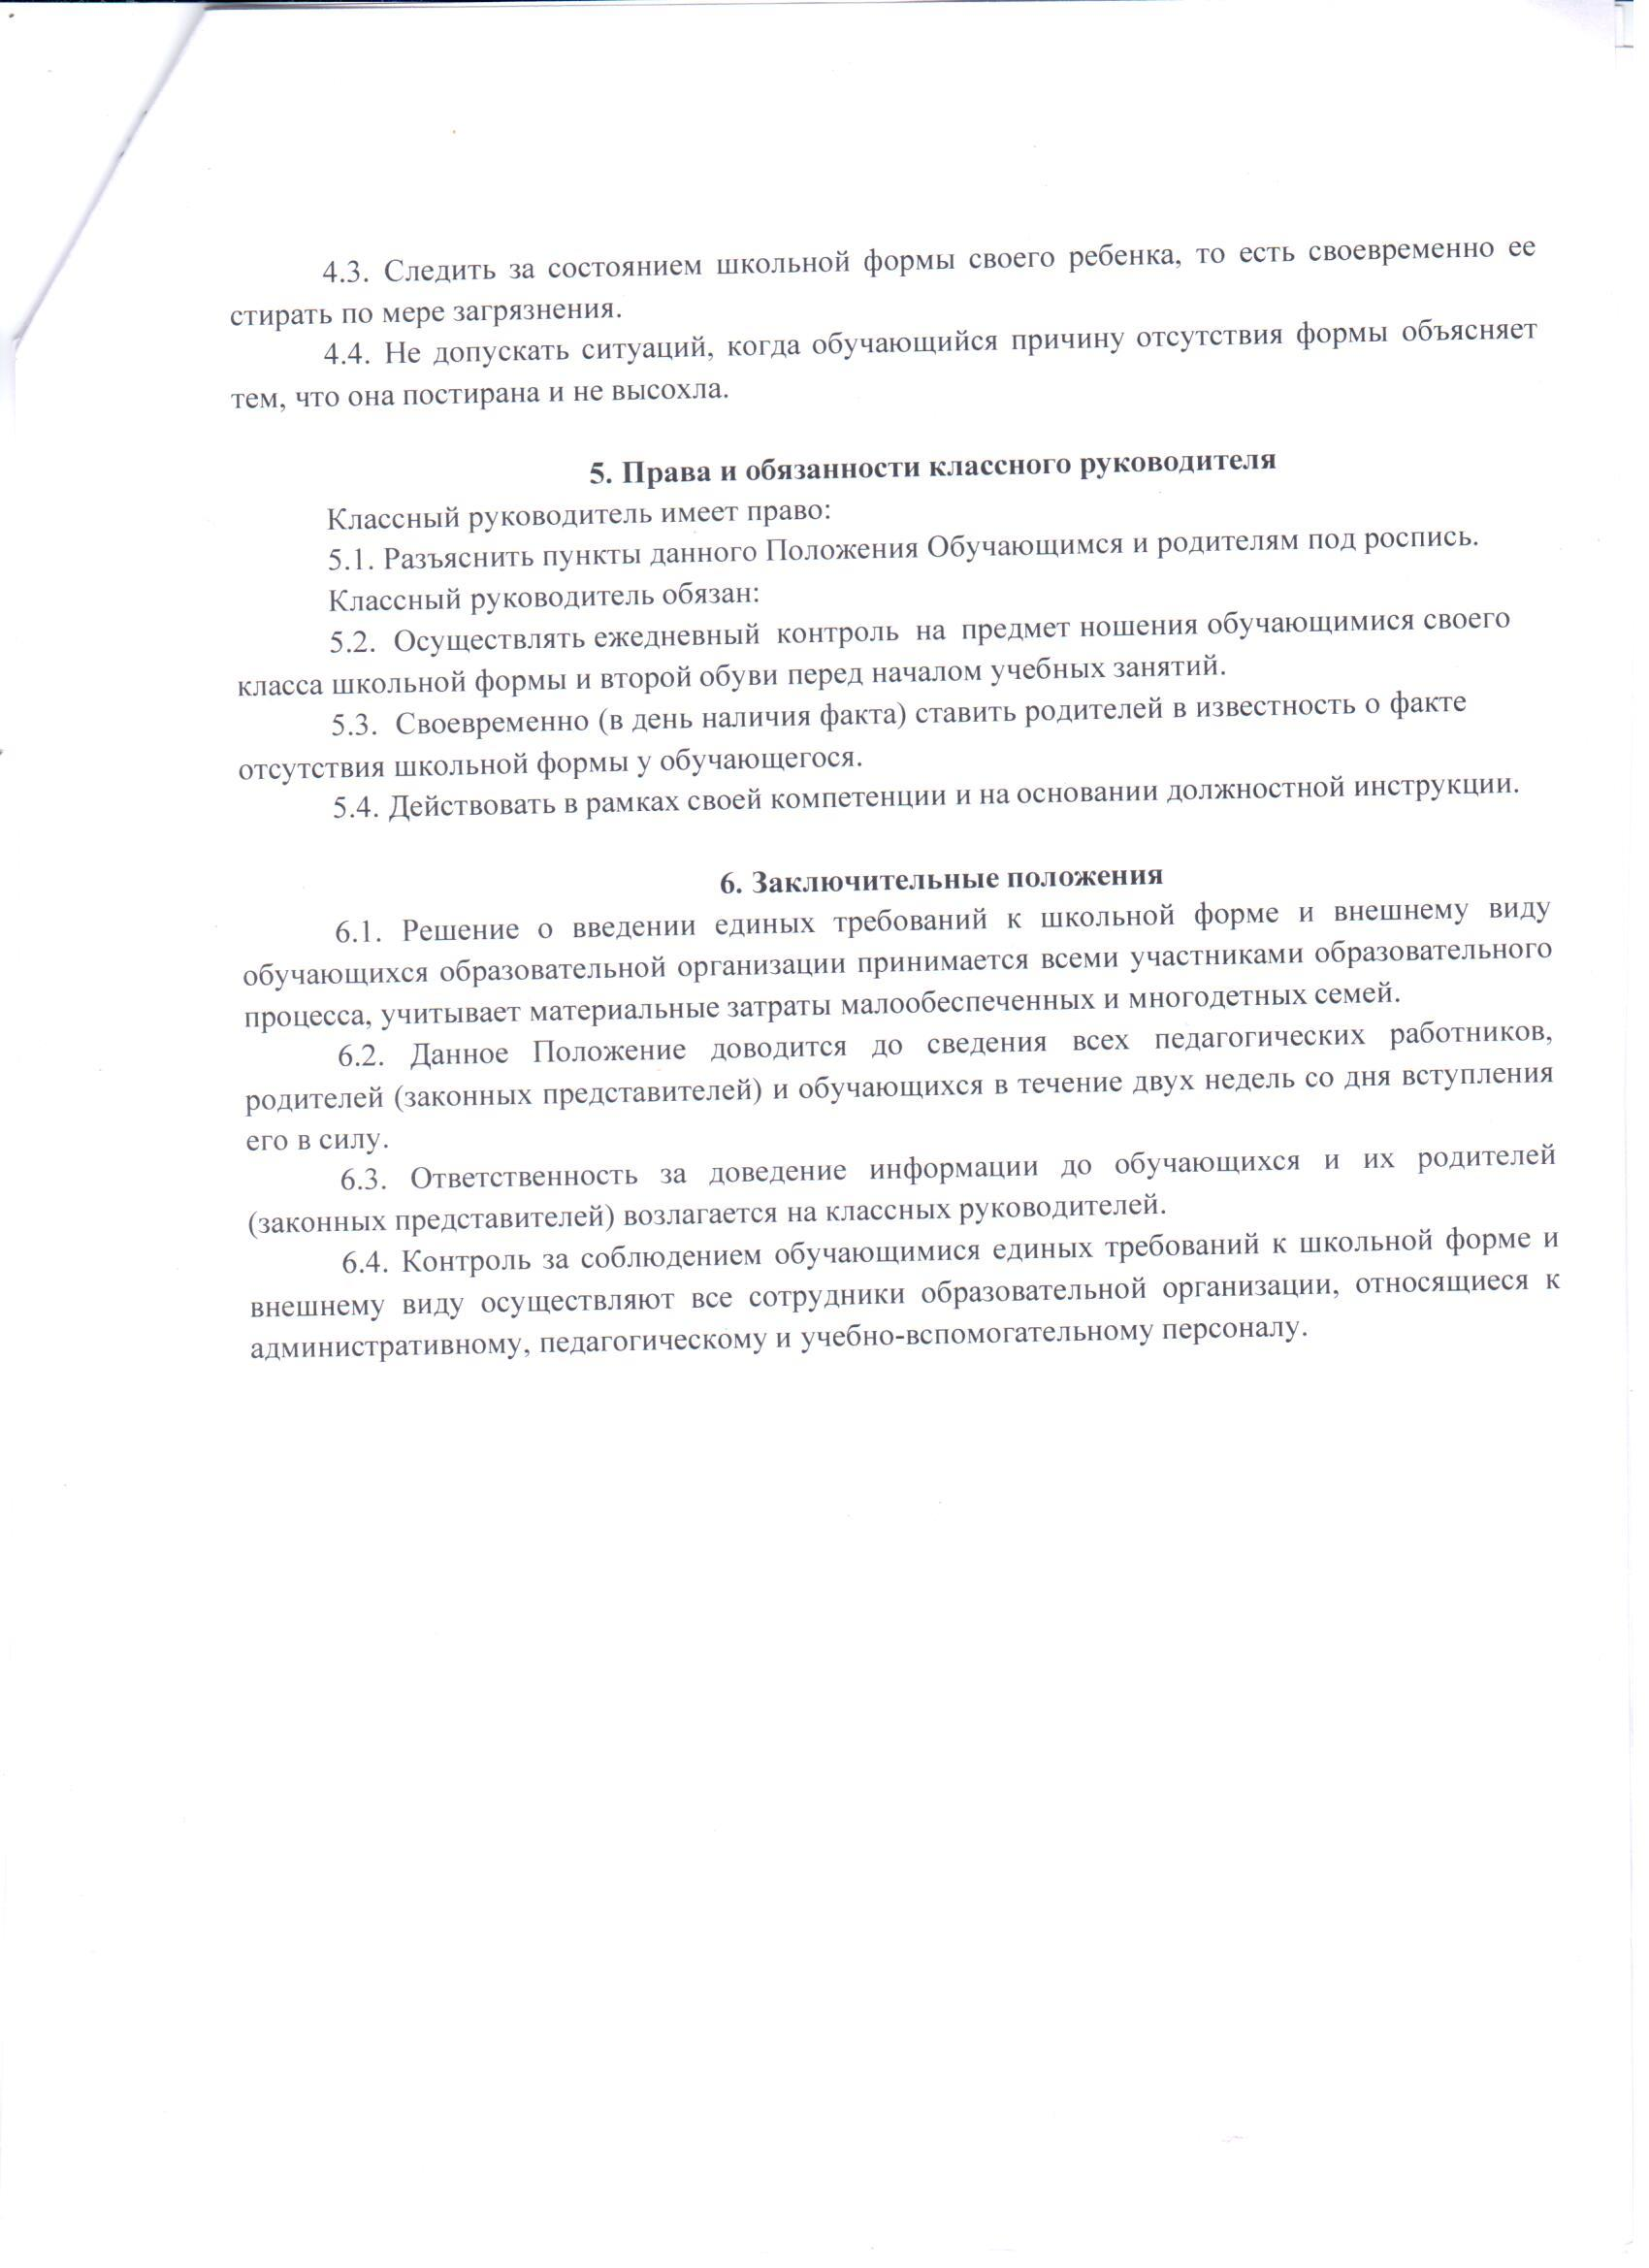 4.3. Следить за состоянием школьной формы своего ребенка, то есть своевременно ее
стирать по мере загрязнения.
4.4. Не допускать ситуаций, когда обучающийся причину отсутствия формы объясняет
тем, что она постирана и не высохла.
5. Права и обязанности классного руководителя
Классный руководитель имеет право:
5.1. Разъяснить пункты данного Положения Обучающимся и родителям под роспись.
Классный руководитель обязан:
5.2. Осуществлять ежедневный контроль на предмет ношения обучающимися своего
класса школьной формы и второй обуви перед началом учебных занятий.
5.3. Своевременно (в день наличия факта) ставить родителей в известность о факте
отсутствия школьной формы у обучающегося.
5.4. Действовать в рамках своей компетенции и на основании должностной инструкции.
6. Заключительные положения
6.1. Решение о введении единых требований к школьной форме и внешнему виду
обучающихся образовательной организации принимается всеми участниками образовательного
процесса, учитывает материальные затраты малообеспеченных и многодетных семей.
6.2. Данное Положение доводится до сведения всех педагогических работников,
родителей (законных представителей) и обучающихся в течение двух недель со дня вступления
его в силу.
6.3. Ответственность за доведение информации до обучающихся и их родителей
(законных представителей) возлагается на классных руководителей.
6.4. Контроль за соблюдением обучающимися единых требований к школьной форме и
внешнему виду осуществляют все сотрудники образовательной организации, относящиеся к
административному, педагогическому и учебно-вспомогательному персоналу.